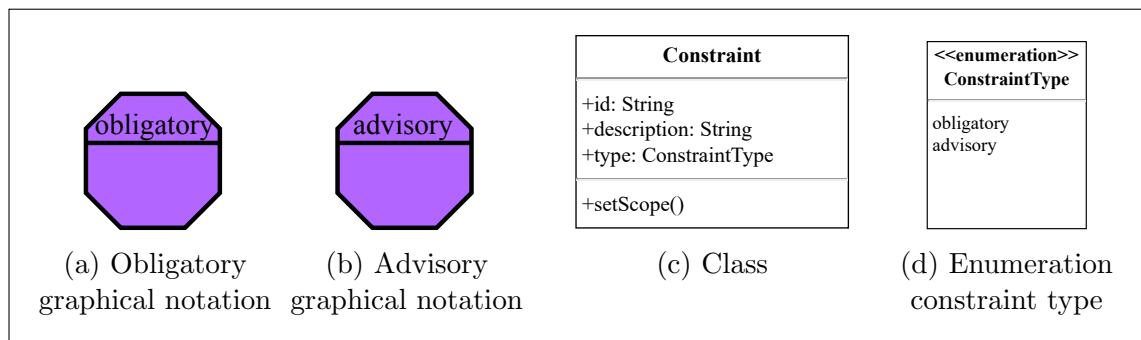 obligatory
(a) Obligatory
graphical notation
advisory
(b) Advisory
graphical notation
Constraint
+id: String
+description: String
+type: ConstraintType
+setScope()
(c) Class
<<enumeration>>
ConstraintType
obligatory
advisory
(d) Enumeration
constraint type